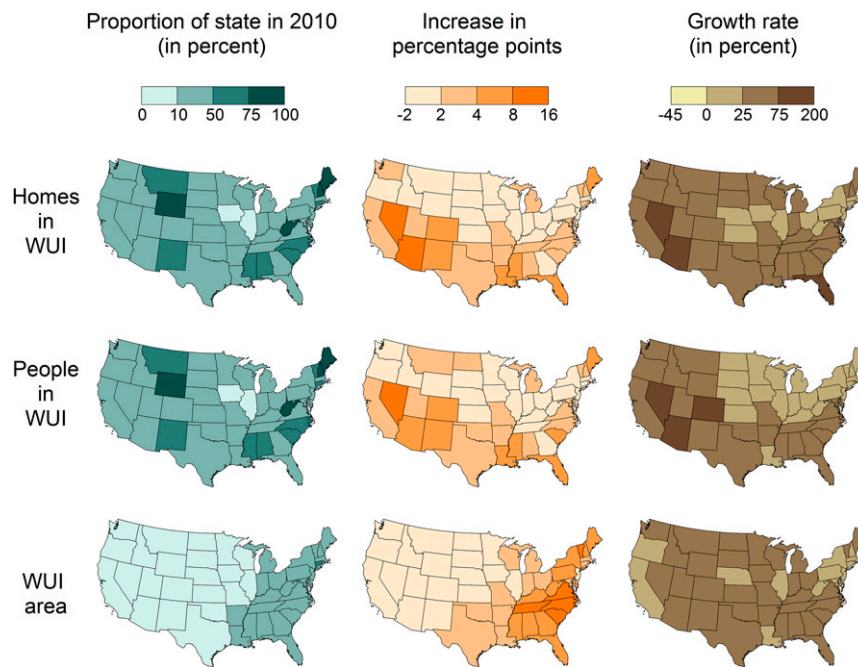 Proportion of state in 2010
(in percent)
Increase in
percentage points
Growth rate
(in percent)
0 10 50 75 100
-2 2 4 8 16
-45 0 25 75 200
Homes
in
WUI
People
in
WUI
WUI
area